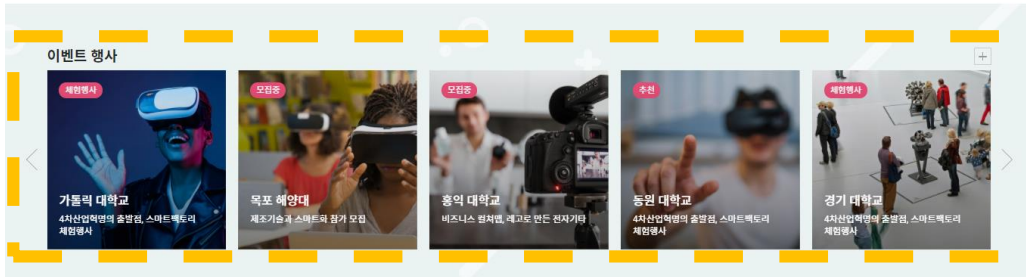 이벤트 행사
체험행사
가톨릭 대학교
4차산업혁명의 출발점, 스마트팩토리
체험행사
모집중
목포 해양대
제조기술과 스마트화 참가 모집
모집중
홍익 대학교
비즈니스 컴처앱, 레고로 만든 전자기타
추천
동원 대학교
4차산업혁명의 출발점, 스마트팩토리
체험행사
체험행사
경기 대학교
4차산업혁명의 출발점, 스마트팩토리
체험행사